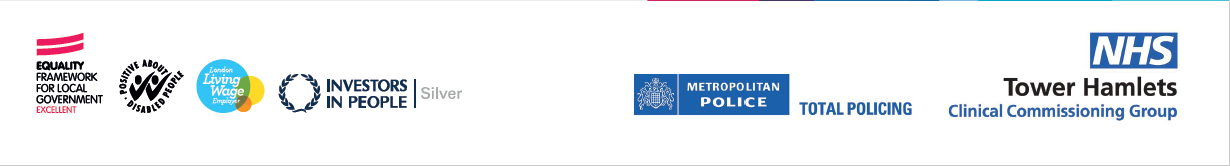 EQUALITY
FRAMEWORK
FOR LOCAL
GOVERNMENT
EXCELLENT
POSITIVE ABOUT
DISABLED PEOPLE
London
Living
Wage
Employer
INVESTORS
IN PEOPLE
Silver
METROPOLITAN
POLICE
TOTAL POLICING
NHS
Tower Hamlets
Clinical Commissioning Group